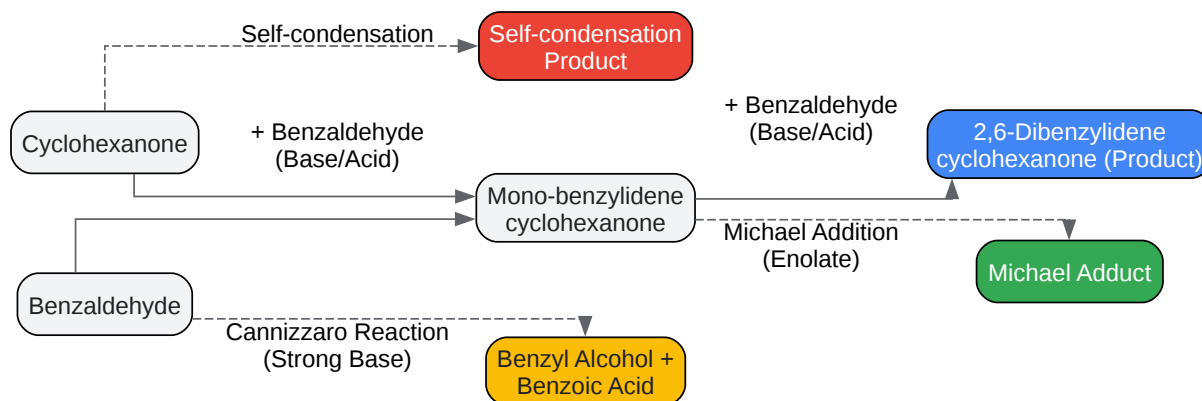 Self-condensation
Self-condensation
Product
Cyclohexanone
+ Benzaldehyde
(Base/Acid)
+ Benzaldehyde
(Base/Acid)
2,6-Dibenzylidene
cyclohexanone (Product)
Mono-benzylidene
cyclohexanone
Michael Addition
(Enolate)
Michael Adduct
Benzaldehyde
Cannizzaro Reaction
(Strong Base)
Benzyl Alcohol +
Benzoic Acid